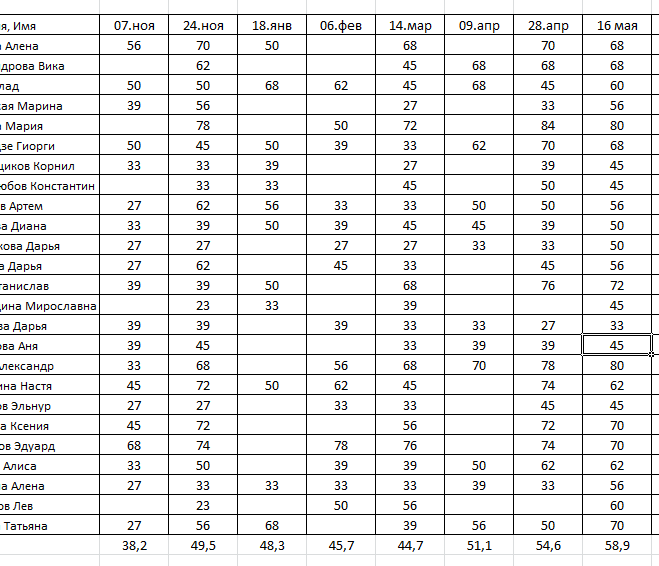 я, Имя 07.ноя 24.ноя 18.янв 06.фев 14.мар 09.апр 28.апр 16 мая
а Алена 56 70 50 68 70 68
ндрова Вика 62 45 68 68 68
лад 50 50 68 62 45 68 45 60
кая Марина 39 56 27 33 56
а Мария 78 50 72 84 80
дзе Гиорги 50 45 50 39 33 62 70 68
щиков Корнил 33 33 39 27 39 45
любов Константин 33 33 45 50 45
в Артем 27 62 56 33 33 50 50 56
ва Диана 33 39 50 39 45 45 39 50
кова Дарья 27 27 27 27 33 33 50
а Дарья 27 62 45 33 45 56
танислав 39 39 50 68 76 72
дина Мирославна 23 33 39 45
ва Дарья 39 39 39 33 33 27 33
ова Аня 39 45 33 39 39 45
Александр 33 68 56 68 70 78 80
ина Настя 45 72 50 62 45 74 62
ов Эльнур 27 27 33 33 45 45
а Ксения 45 72 56 72 70
ов Эдуард 68 74 78 76 74 70
Алиса 33 50 39 39 50 62 62
на Алена 27 33 33 33 33 39 33 56
ов Лев 23 50 56 60
Татьяна 27 56 68 39 56 50 70
38,2 49,5 48,3 45,7 44,7 51,1 54,6 58,9